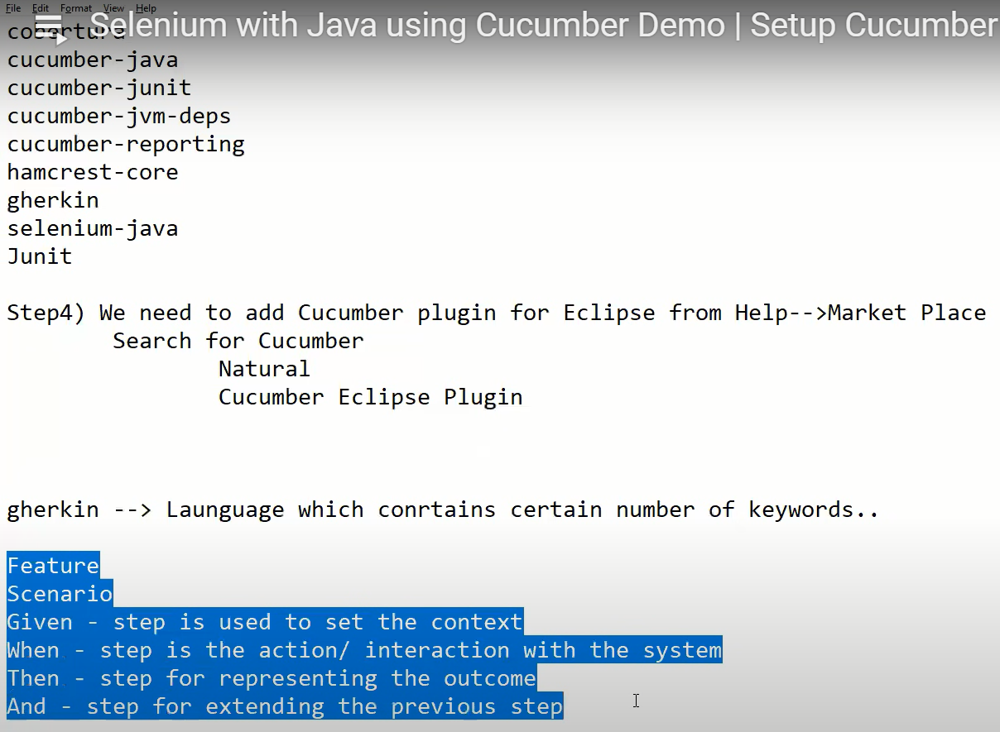 File Edit Format View Help
Selenium with Java using Cucumber Demo | Setup Cucumber
cobertura
cucumber-java
cucumber-junit
cucumber-jvm-deps
cucumber-reporting
hamcrest-core
gherkin
selenium-java
Junit
Step4) We need to add Cucumber plugin for Eclipse from Help-->Market Place
Search for Cucumber
Natural
Cucumber Eclipse Plugin
gherkin --> Launguage which conrtains certain number of keywords..
Feature
Scenario
Given - step is used to set the context
When - step is the action/ interaction with the system
Then - step for representing the outcome
And - step for extending the previous step